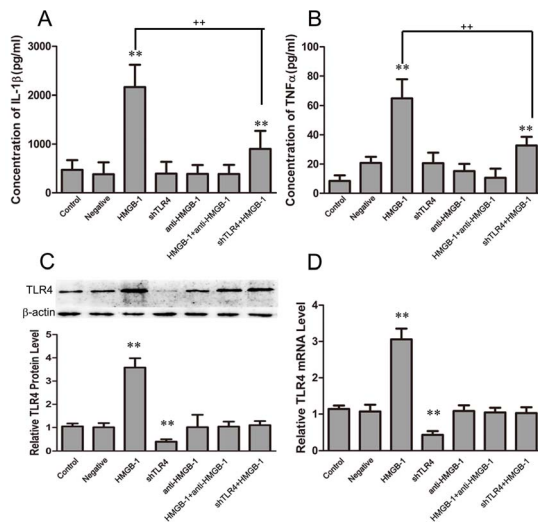 A
Concentration of IL-1β(pg/ml)
3000
2000
1000
0
**
++
**
Control
Negative
HMGB-1
shTLR4
anti-HMGB-1
HMGB-1+anti-HMGB-1
shTLR4+HMGB-1
B
Concentration of TNFα(pg/ml)
100
80
60
40
20
0
**
++
**
Control
Negative
HMGB-1
shTLR4
anti-HMGB-1
HMGB-1+anti-HMGB-1
shTLR4+HMGB-1
C
TLR4
β-actin
Relative TLR4 Protein Level
5
4
3
2
1
0
**
**
Control
Negative
HMGB-1
shTLR4
anti-HMGB-1
HMGB-1+anti-HMGB-1
shTLR4+HMGB-1
D
Relative TLR4 mRNA Level
4
3
2
1
0
**
**
Control
Negative
HMGB-1
shTLR4
anti-HMGB-1
HMGB-1+anti-HMGB-1
shTLR4+HMGB-1